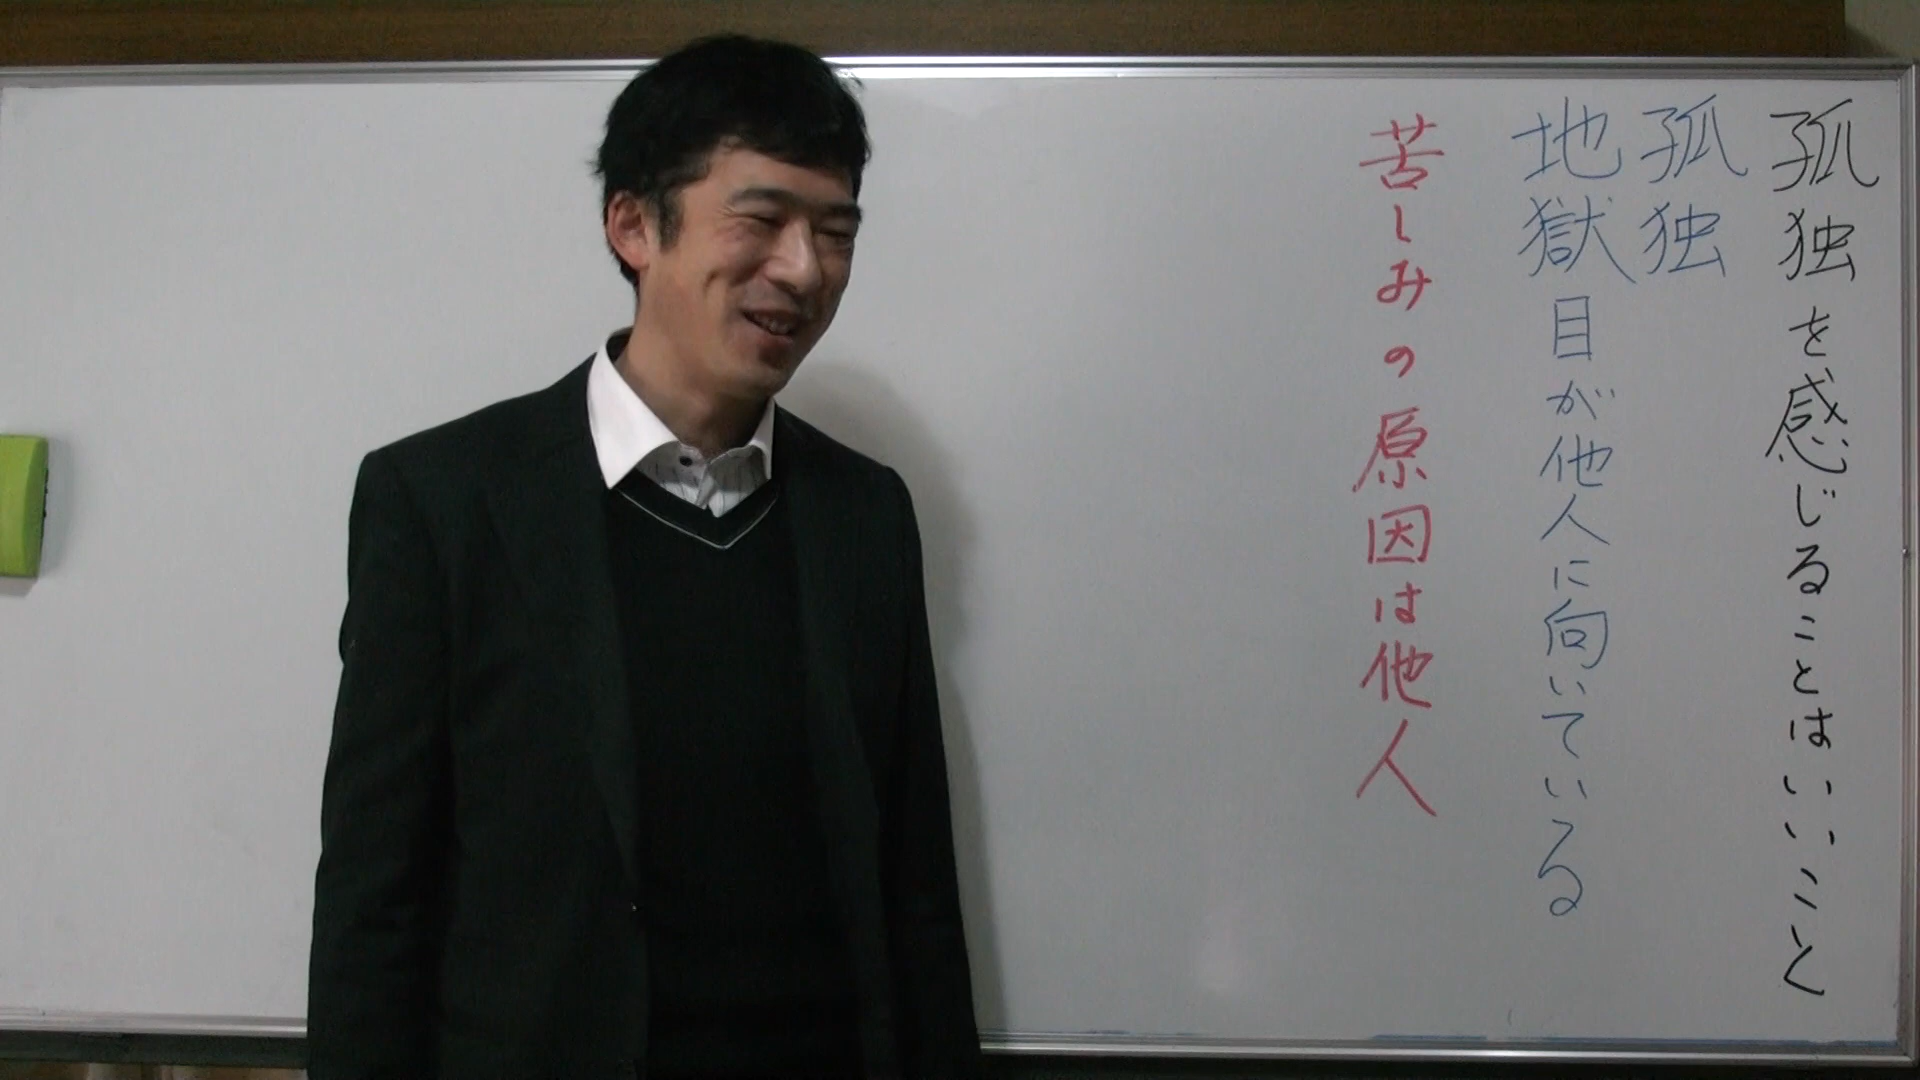 孤独を感じることはいいこと
孤独
地獄目が他人に向いている
苦しみの原因は他人